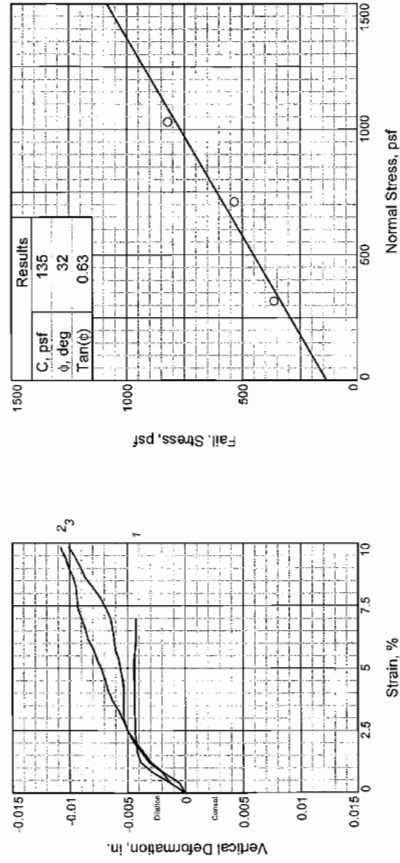 Results
C, psf 135
ϕ, deg 32
Tan(ϕ) 0.63
Fail. Stress, psf
1500
1000
500
0
0 500 1000 1500
Normal Stress, psf
Vertical Deformation, in.
-0.015
-0.01
-0.005
Dilation
0
Consol
0.005
0.01
0.015
2 3
1
0 2.5 5 7.5 10
Strain, %